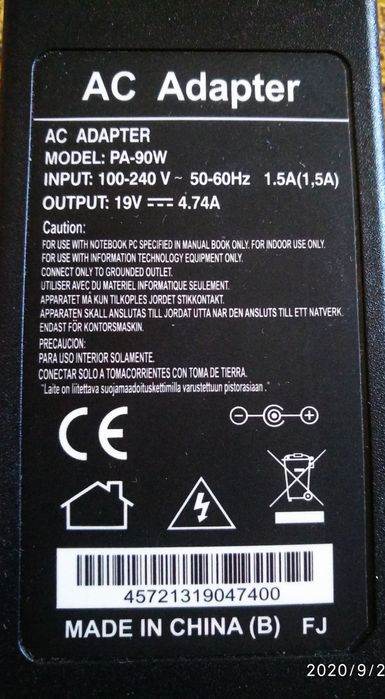 AC Adapter
AC ADAPTER
MODEL: PA-90W
INPUT: 100-240 V ~ 50-60Hz 1.5A(1,5A)
OUTPUT: 19V ⎓ 4.74A
Caution:
FOR USE WITH NOTEBOOK PC SPECIFIED IN MANUAL BOOK ONLY. FOR INDOOR USE ONLY.
FOR USE WITH INFORMATION TECHNOLOGY EQUIPMENT ONLY.
CONNECT ONLY TO GROUNDED OUTLET.
UTILISER AVEC DU MATERIEL INFORMATIQUE SEULEMENT.
APPARATET MÅ KUN TILKOPLES JORDET STIKKONTAKT.
APPARATEN SKALL ANSLUTAS TILL JORDAT UTTA NAR DEN ANSLUTS TILL ETT NATVERK.
ENDAST FÖR KONTORSMASKIN.
PRECAUCION:
PARA USO INTERIOR SOLAMENTE.
CONECTAR SOLO A TOMACORRIENTES CON TOMA DE TIERRA.
"Laite on liitettava suojamaadoituskettimilla varustettuun pistorasiaan ."
CE
45721319047400
MADE IN CHINA (B) FJ
2020/9/2